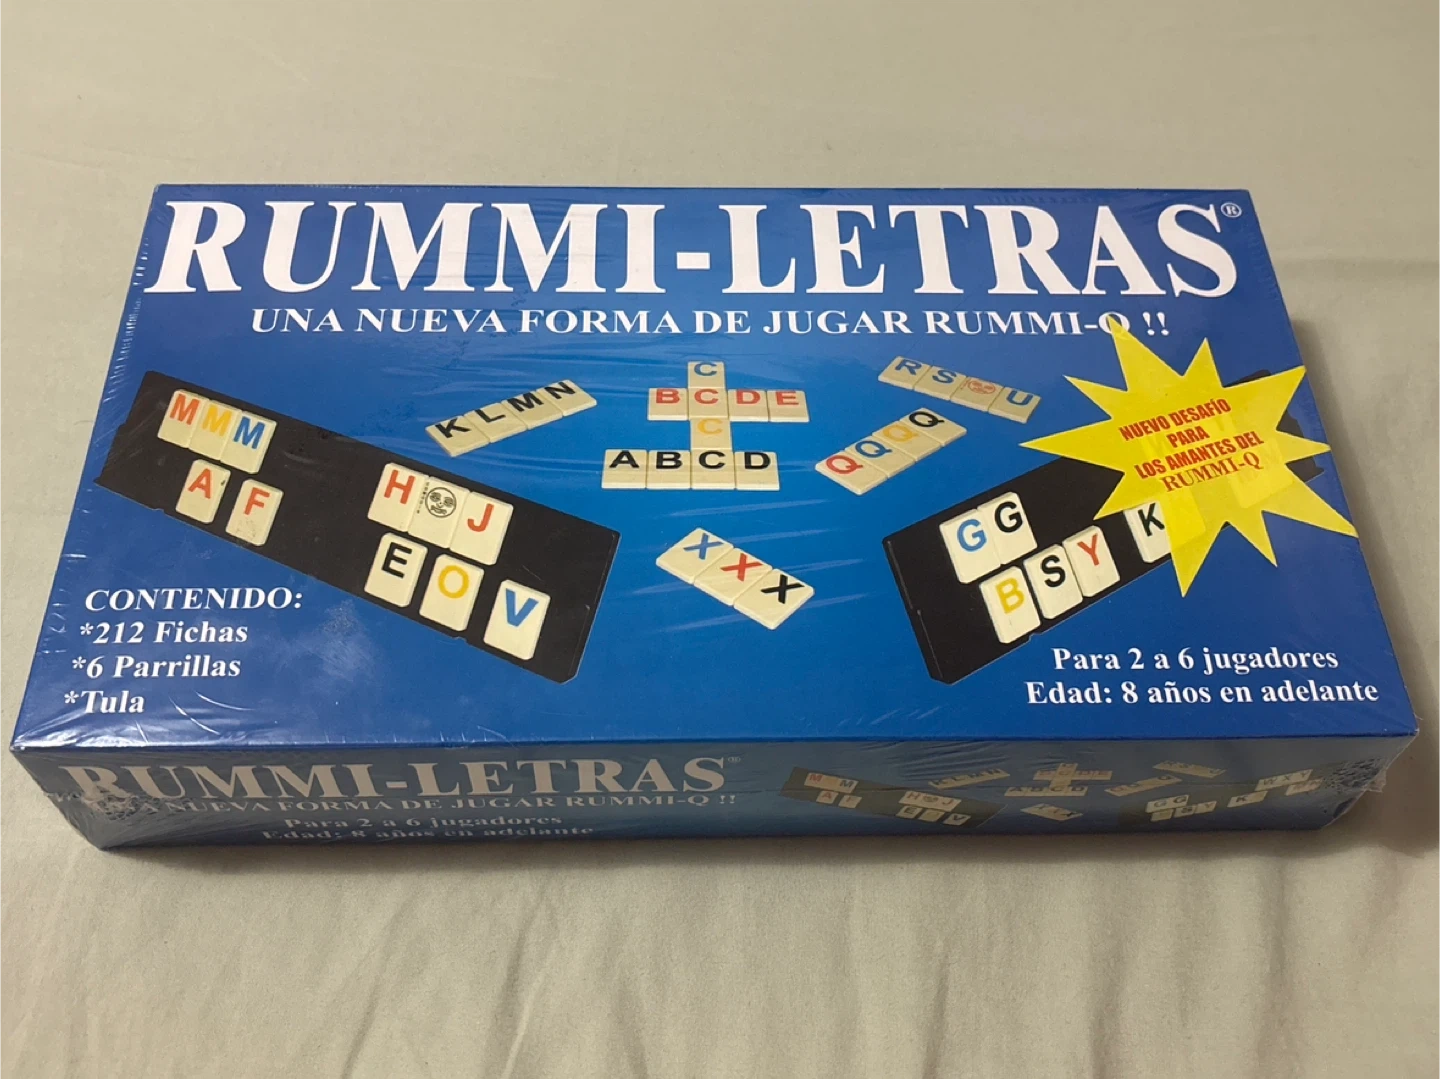 RUMMI-LETRAS®
UNA NUEVA FORMA DE JUGAR RUMMI-Q !!
C
B C D E
C
A B C D
K L M N
R S U
Q Q Q Q
X X X
M M M
A F
H J
E O V
G G
B S Y K
NUEVO DESAFÍO
PARA
LOS AMANTES DEL
RUMMI-Q
CONTENIDO:
*212 Fichas
*6 Parrillas
*Tula
Para 2 a 6 jugadores
Edad: 8 años en adelante
RUMMI-LETRAS®
UNA NUEVA FORMA DE JUGAR RUMMI-Q !!
Para 2 a 6 jugadores
Edad: 8 años en adelante
M M
A F
H J
E O V
K L M N
A B C D
G G
K
W X Y